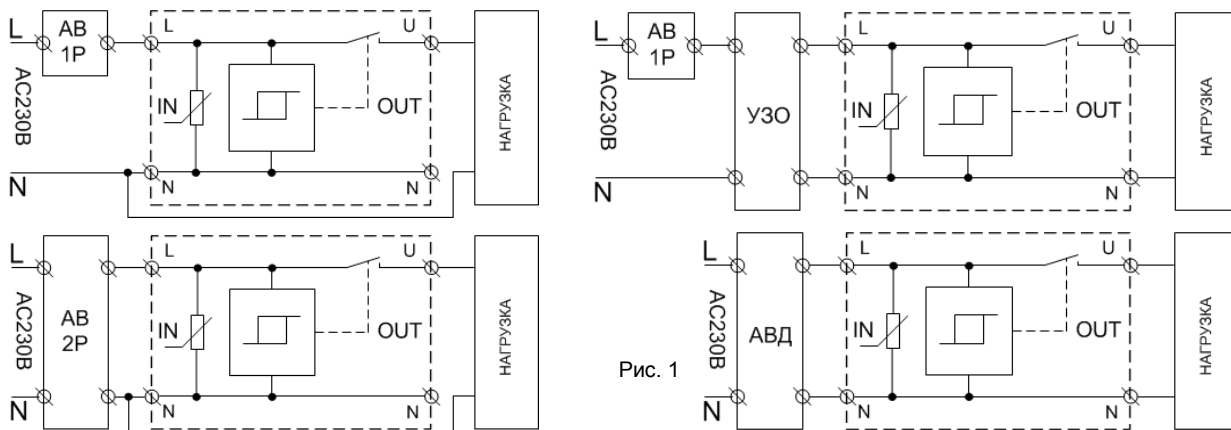 L
АВ
1Р
L
U
IN
OUT
АС230В
N
N
N
НАГРУЗКА
L
АВ
1Р
УЗО
L
U
IN
OUT
АС230В
N
N
N
НАГРУЗКА
L
АВ
2Р
L
U
IN
OUT
АС230В
N
N
N
НАГРУЗКА
Рис. 1
L
АВД
L
U
IN
OUT
АС230В
N
N
N
НАГРУЗКА